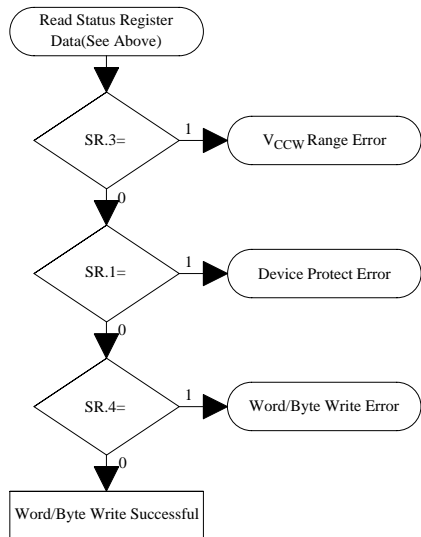 Read Status Register
Data(See Above)
SR.3=
1
VCCW Range Error
0
SR.1=
1
Device Protect Error
0
SR.4=
1
Word/Byte Write Error
0
Word/Byte Write Successful